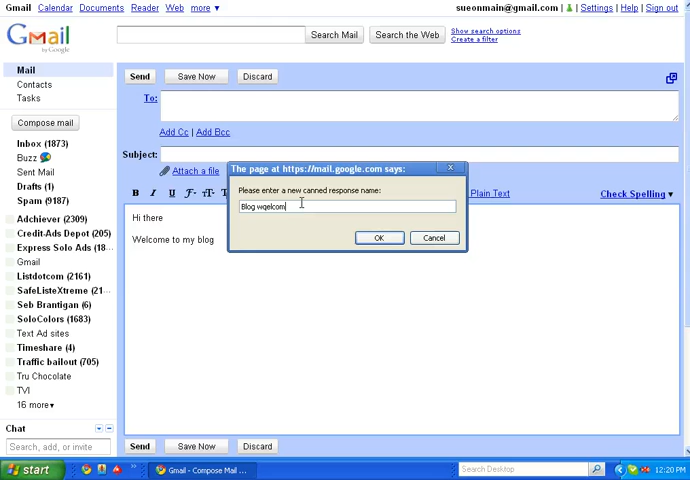 Gmail Calendar Documents Reader Web more ▼
sueonmain@gmail.com | Settings | Help | Sign out
Gmail
by Google
Search Mail
Search the Web
Show search options
Create a filter
Mail
Contacts
Tasks
Compose mail
Inbox (1873)
Buzz
Sent Mail
Drafts (1)
Spam (9187)
Adchiever (2309)
Credit-Ads Depot (...
Express Solo Ads (...
Gmail
Listdotcom (2161)
SafeListeXtreme (21...
Seb Brantigan (6)
SoloColors (1683)
Text Ad sites
Timeshare (4)
Traffic bailout (705)
Tru Chocolate
TVI
16 more▼
Chat
Search, add, or invite
Send
Save Now
Discard
To:
Add Cc | Add Bcc
Subject:
Attach a file
B I U
Plain Text
Check Spelling ▼
Hi there
Welcome to my blog
The page at https://mail.google.com says:
Please enter a new canned response name:
Blog wqelcom
OK
Cancel
Send
Save Now
Discard
start
Gmail - Compose Mail ...
Search Desktop
12:20 PM